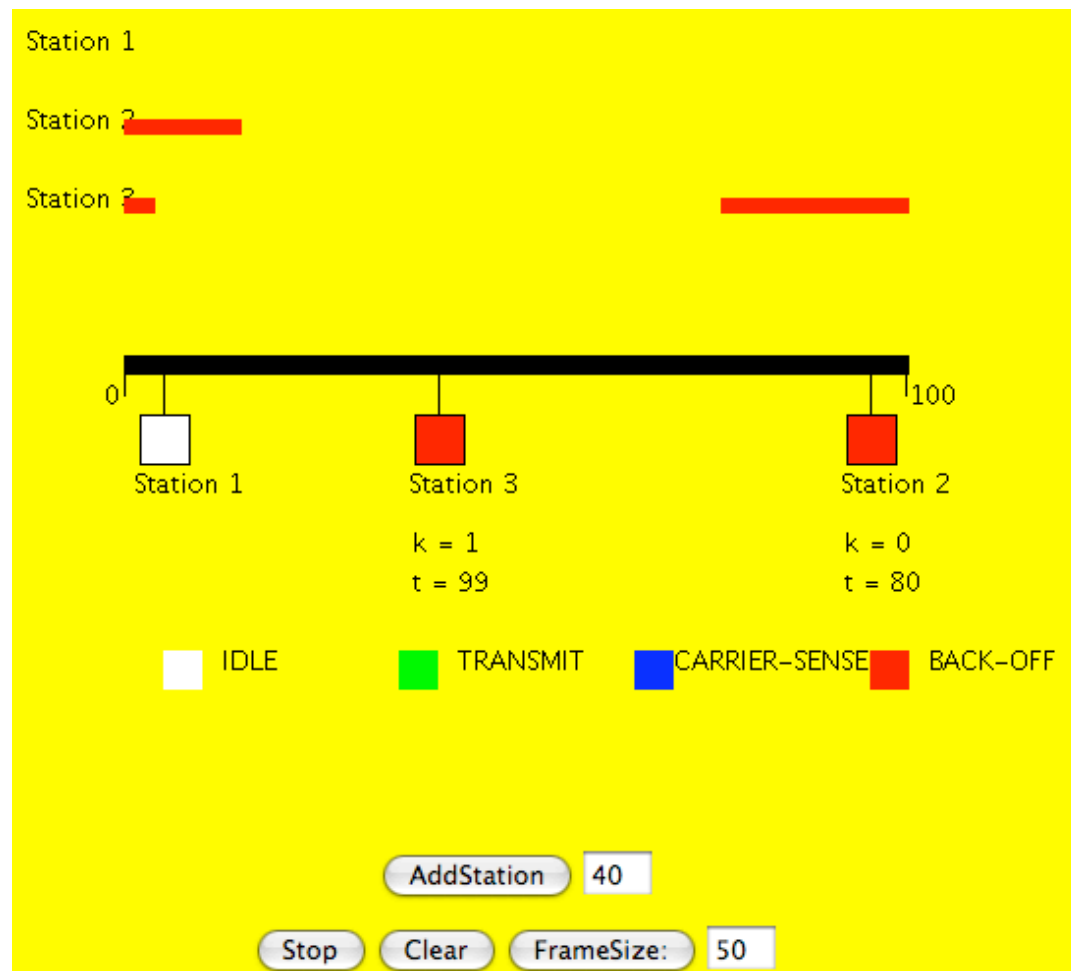 Station 1
Station 2
Station 3
0 100
Station 1 Station 3 Station 2
k = 1 k = 0
t = 99 t = 80
IDLE TRANSMIT CARRIER-SENSE BACK-OFF
AddStation 40
Stop Clear FrameSize: 50